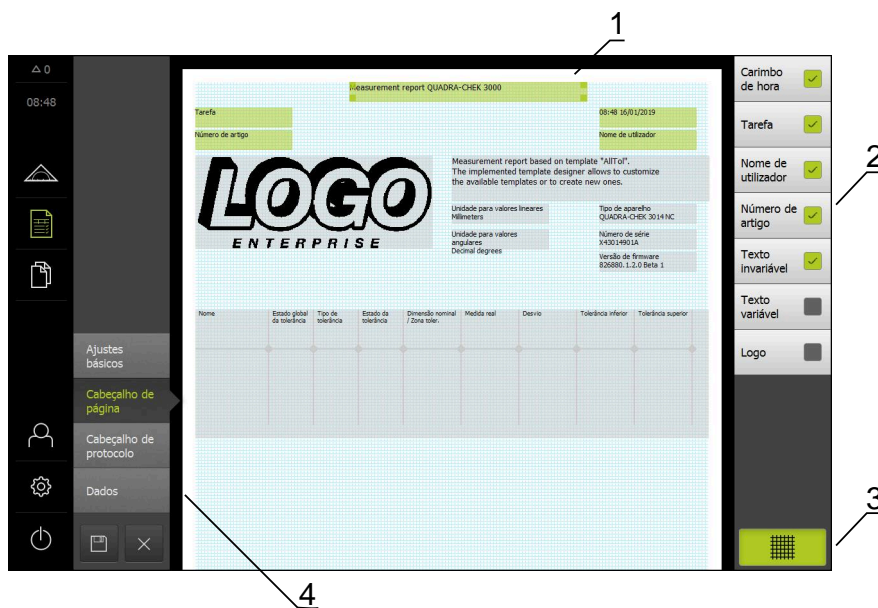 1
△ 0
08:48
Measurement report QUADRA-CHEK 3000
Tarefa
08:48 16/01/2019
Número de artigo
Nome de utilizador
LOGO
ENTERPRISE
Measurement report based on template "AllTol".
The implemented template designer allows to customize
the available templates or to create new ones.
Unidade para valores lineares
Millimeters
Tipo de aparelho
QUADRA-CHEK 3014 NC
Unidade para valores
angulares
Decimal degrees
Número de série
X43014901A
Versão de firmware
826880.1.2.0 Beta 1
Nome
Estado global
da tolerância
Tipo de
tolerância
Estado da
tolerância
Dimensão nominal
/ Zona toler.
Medida real
Desvio
Tolerância inferior
Tolerância superior
Ajustes
básicos
Cabeçalho de
página
Cabeçalho de
protocolo
Dados
Carimbo
de hora
Tarefa
Nome de
utilizador
Número de
artigo
Texto
invariável
Texto
variável
Logo
2
3
4